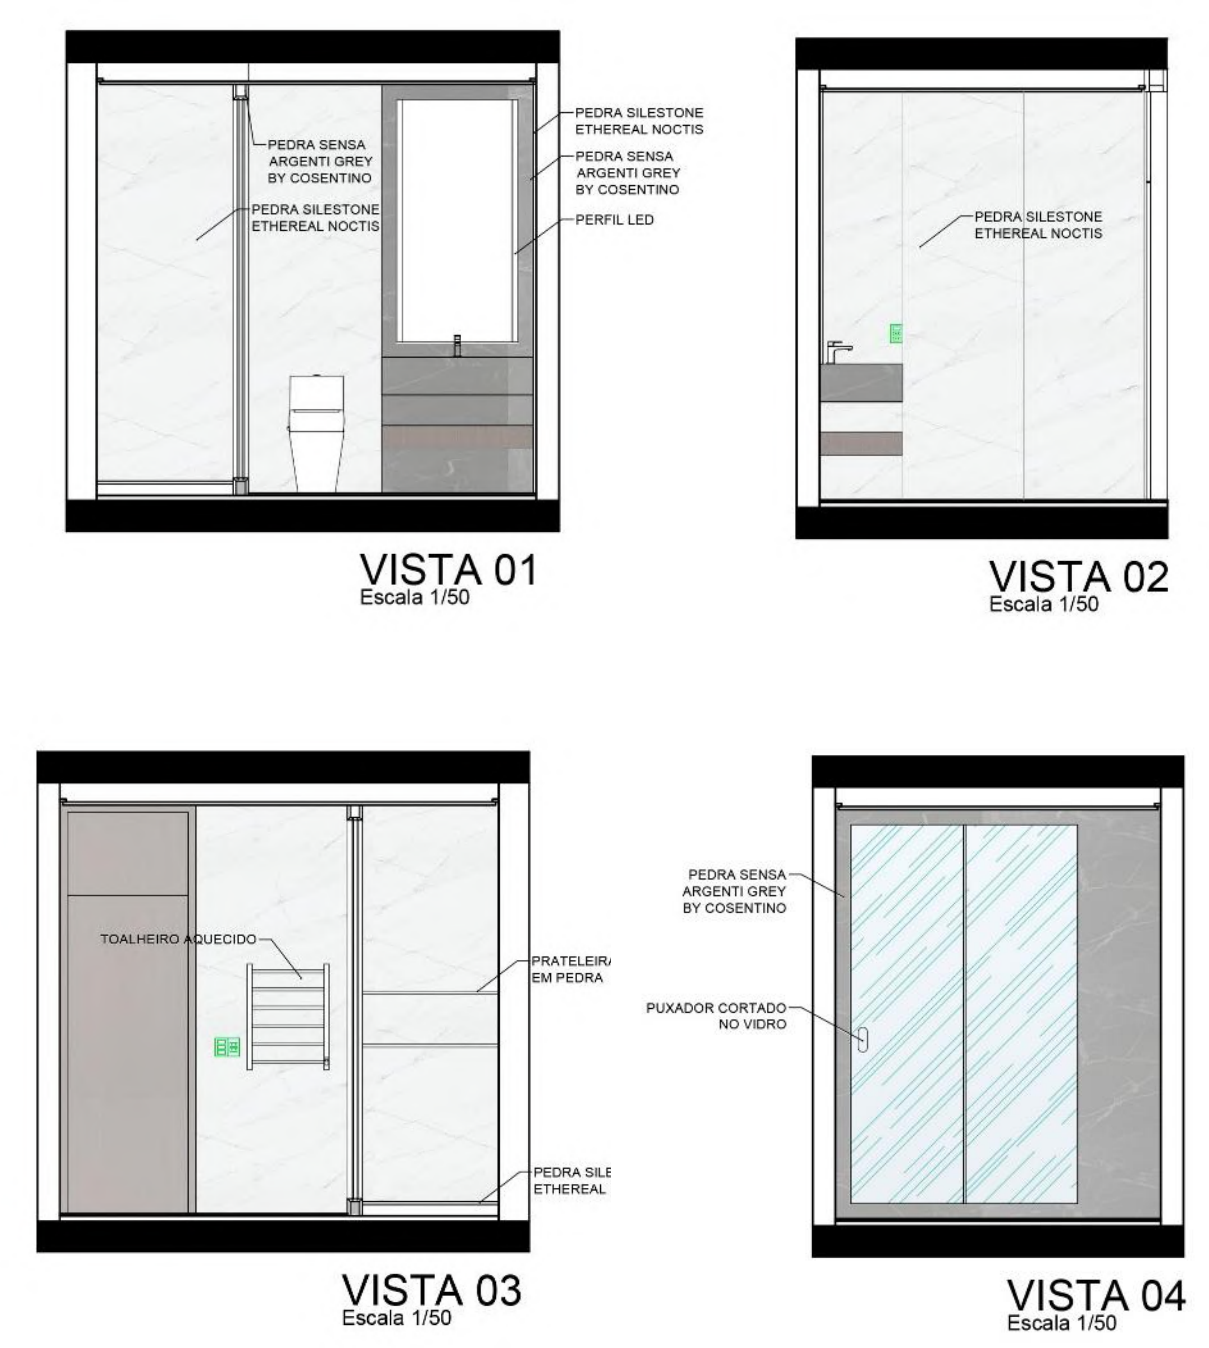 PEDRA SENSA
ARGENTI GREY
BY COSENTINO
PEDRA SILESTONE
ETHEREAL NOCTIS
PEDRA SILESTONE
ETHEREAL NOCTIS
PEDRA SENSA
ARGENTI GREY
BY COSENTINO
PERFIL LED
VISTA 01
Escala 1/50
PEDRA SILESTONE
ETHEREAL NOCTIS
VISTA 02
Escala 1/50
TOALHEIRO AQUECIDO
PRATELEIRA
EM PEDRA
PEDRA SILE
ETHEREAL
VISTA 03
Escala 1/50
PEDRA SENSA
ARGENTI GREY
BY COSENTINO
PUXADOR CORTADO
NO VIDRO
VISTA 04
Escala 1/50